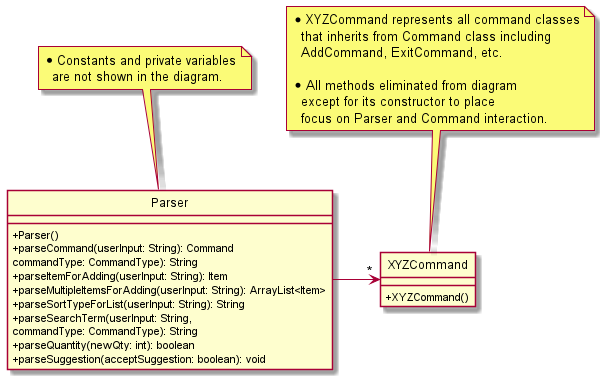 • Constants and private variables
are not shown in the diagram.
• XYZCommand represents all command classes
that inherits from Command class including
AddCommand, ExitCommand, etc.
• All methods eliminated from diagram
except for its constructor to place
focus on Parser and Command interaction.
Parser
+Parser()
+parseCommand(userInput: String): Command
commandType: CommandType): String
+parseItemForAdding(userInput: String): Item
+parseMultipleItemsForAdding(userInput: String): ArrayList<Item>
+parseSortTypeForList(userInput: String): String
+parseSearchTerm(userInput: String,
commandType: CommandType): String
+parseQuantity(newQty: int): boolean
+parseSuggestion(acceptSuggestion: boolean): void
*
XYZCommand
+XYZCommand()